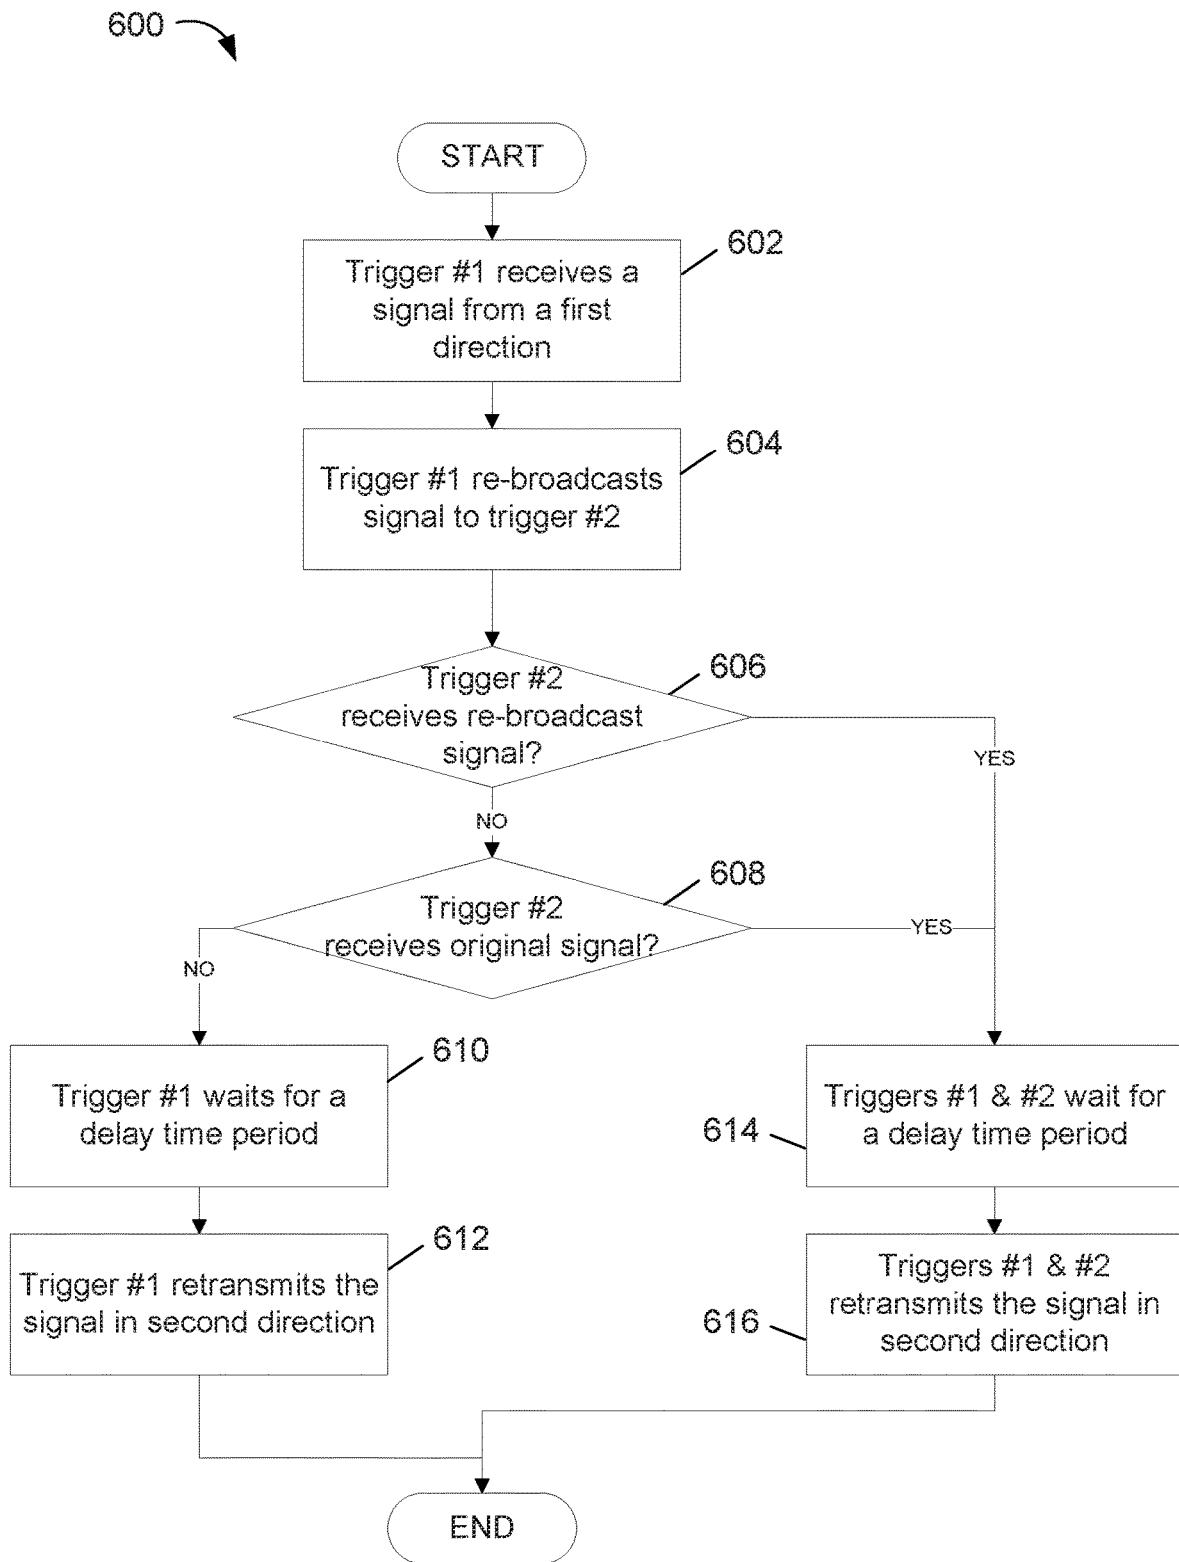 600
START
602
Trigger #1 receives a
signal from a first
direction
604
Trigger #1 re-broadcasts
signal to trigger #2
606
Trigger #2
receives re-broadcast
signal?
YES
NO
608
Trigger #2
receives original signal?
YES
NO
610
Trigger #1 waits for a
delay time period
614
Triggers #1 & #2 wait for
a delay time period
612
Trigger #1 retransmits the
signal in second direction
616
Triggers #1 & #2
retransmits the signal in
second direction
END